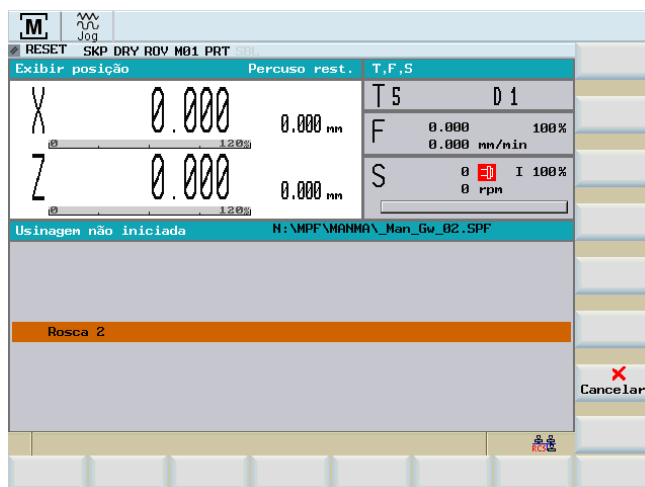 M
Jog
RESET SKP DRY ROV M01 PRT SBL
Exibir posição Percuso rest. T,F,S
X 0.000 0.000 mm
0 120%
Z 0.000 0.000 mm
0 120%
T 5 D 1
F 0.000 100%
0.000 mm/min
S 0 I 100%
0 rpm
Usinagem não iniciada N:\MPF\MANMA\_Man_Gw_02.SPF
Rosca 2
Cancelar
RCS